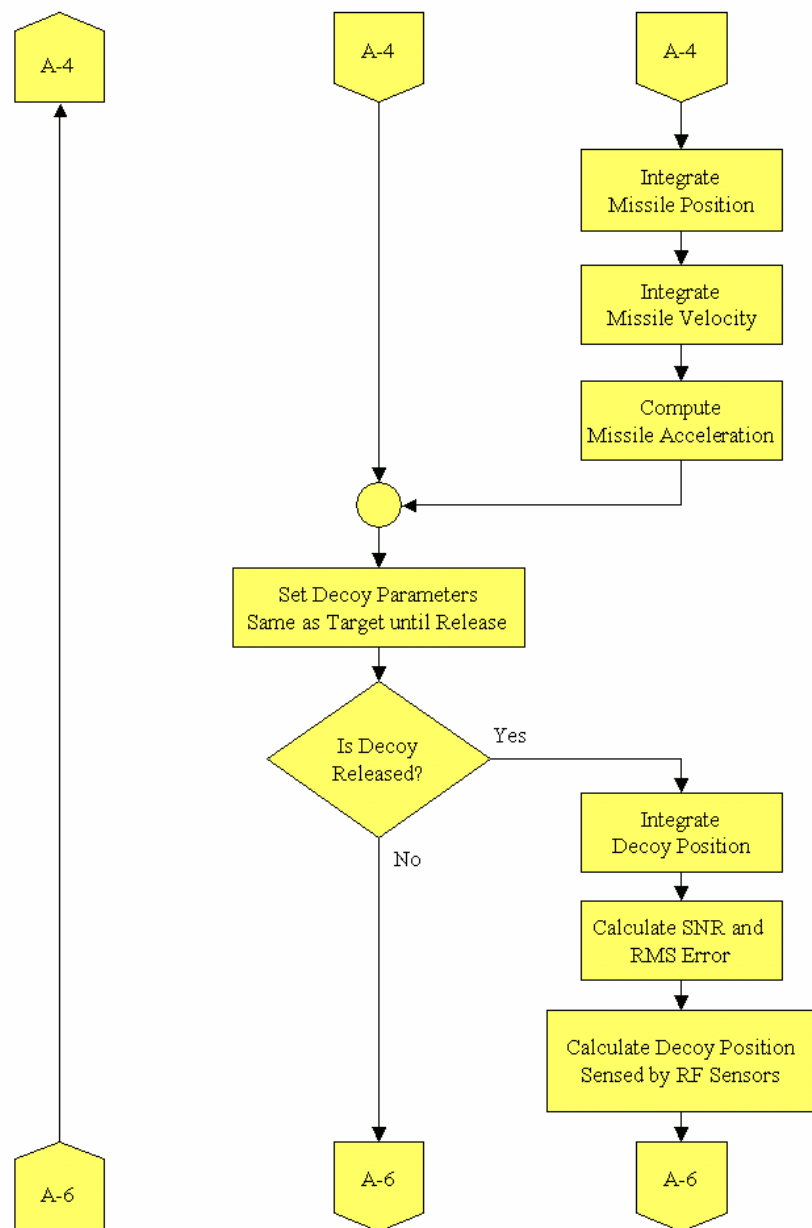 A-4
A-4
A-4
Integrate
Missile Position
Integrate
Missile Velocity
Compute
Missile Acceleration
Set Decoy Parameters
Same as Target until Release
Is Decoy
Released?
Yes
No
Integrate
Decoy Position
Calculate SNR and
RMS Error
Calculate Decoy Position
Sensed by RF Sensors
A-6
A-6
A-6